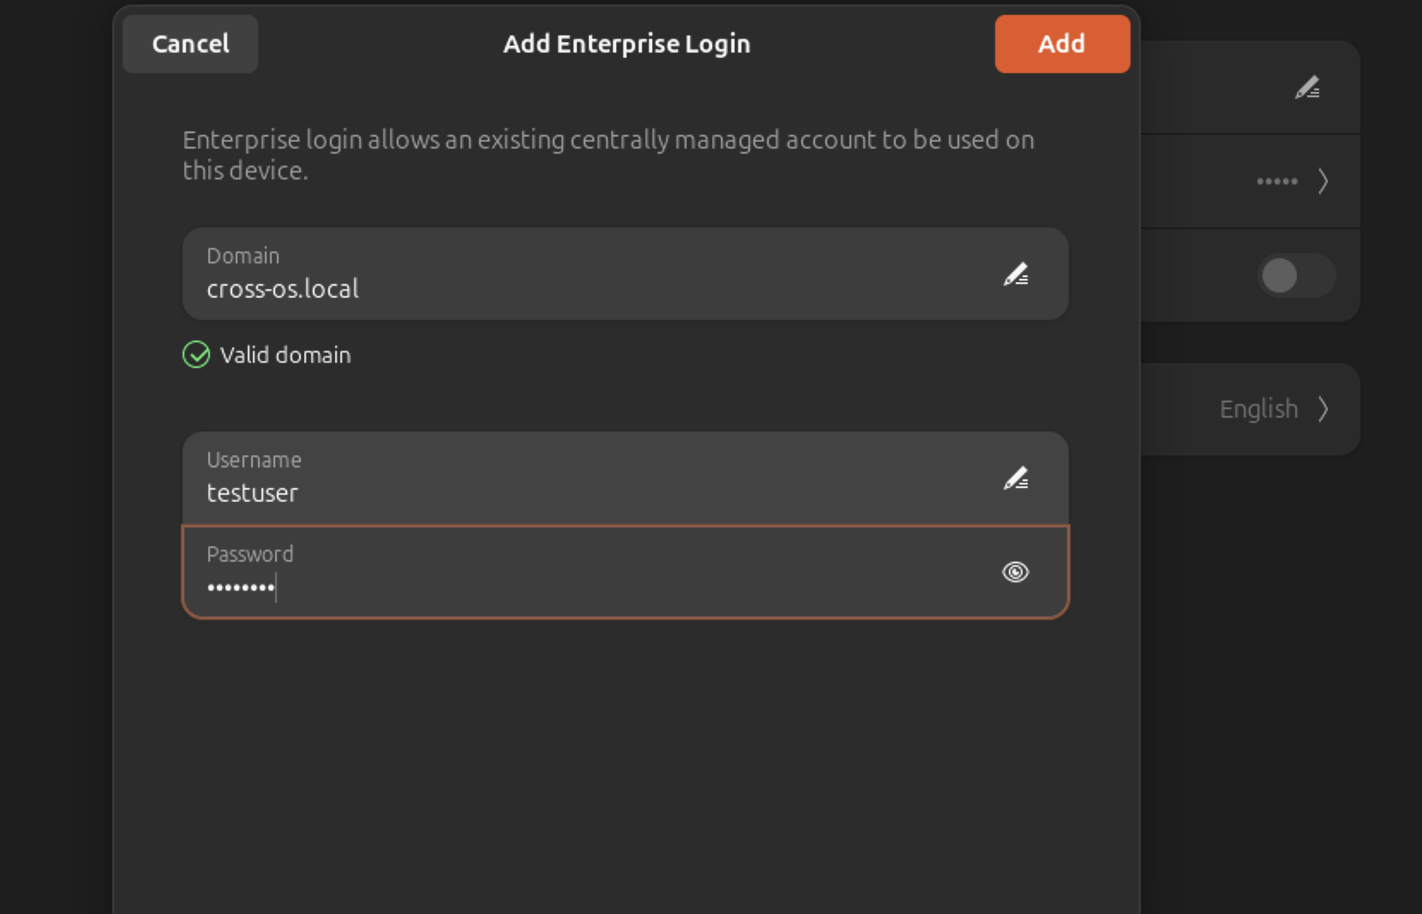 Cancel
Add Enterprise Login
Add
Enterprise login allows an existing centrally managed account to be used on
this device.
Domain
cross-os.local
Valid domain
Username
testuser
Password
••••••••
•••••
English